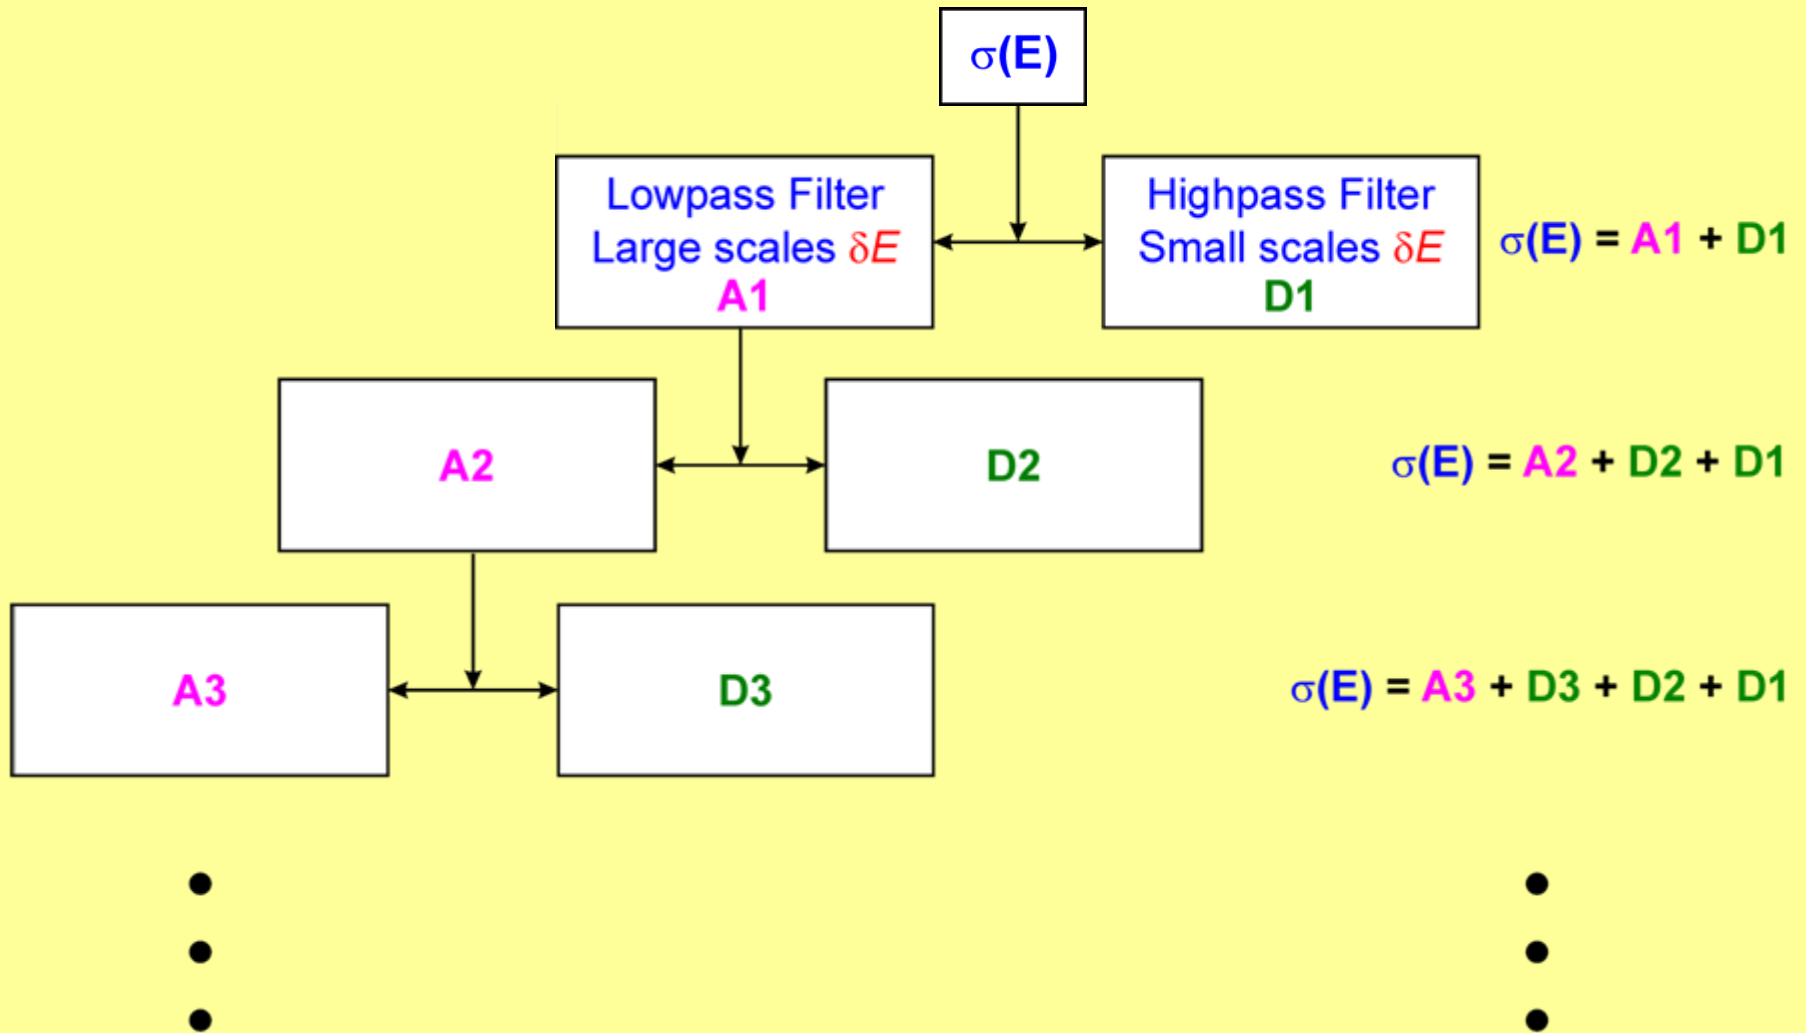 σ(E)
Lowpass Filter
Large scales δE
A1
Highpass Filter
Small scales δE
D1
σ(E) = A1 + D1
A2
D2
σ(E) = A2 + D2 + D1
A3
D3
σ(E) = A3 + D3 + D2 + D1